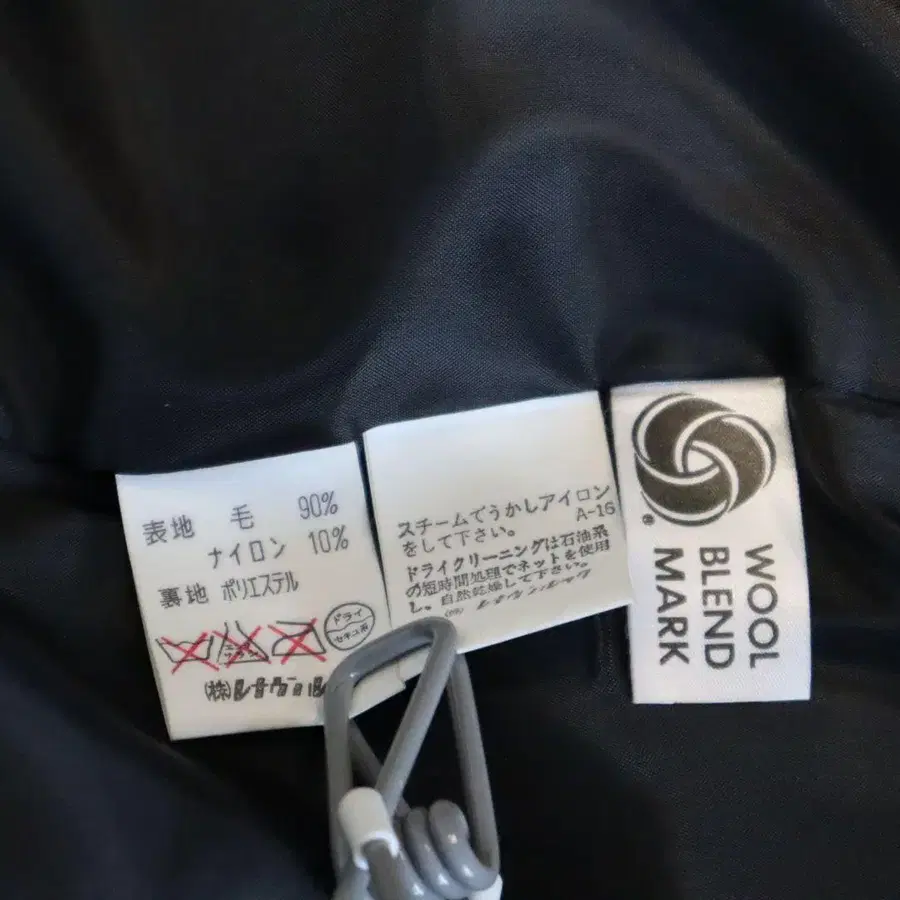 表地 毛 90%
ナイロン 10%
裏地 ポリエステル
ドライ
セキユ系
(株)
スチームでうかしアイロン
をして下さい。 A-16
ドライクリーニングは石油系
の短時間処理でネットを使用
し、自然乾燥して下さい。
(株)
®
WOOL
BLEND
MARK